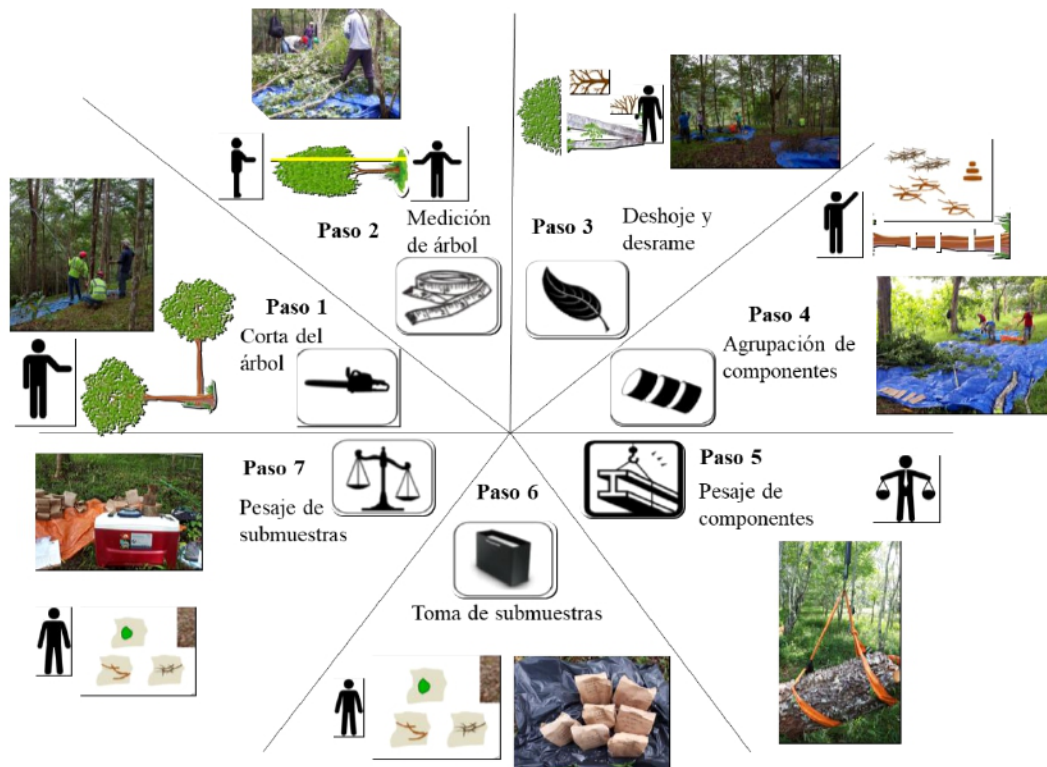 Paso 1
Corta del
árbol
Paso 2
Medición
de árbol
Paso 3
Deshoje y
desrame
Paso 4
Agrupación de
componentes
Paso 5
Pesaje de
componentes
Paso 6
Toma de submuestras
Paso 7
Pesaje de
submuestras